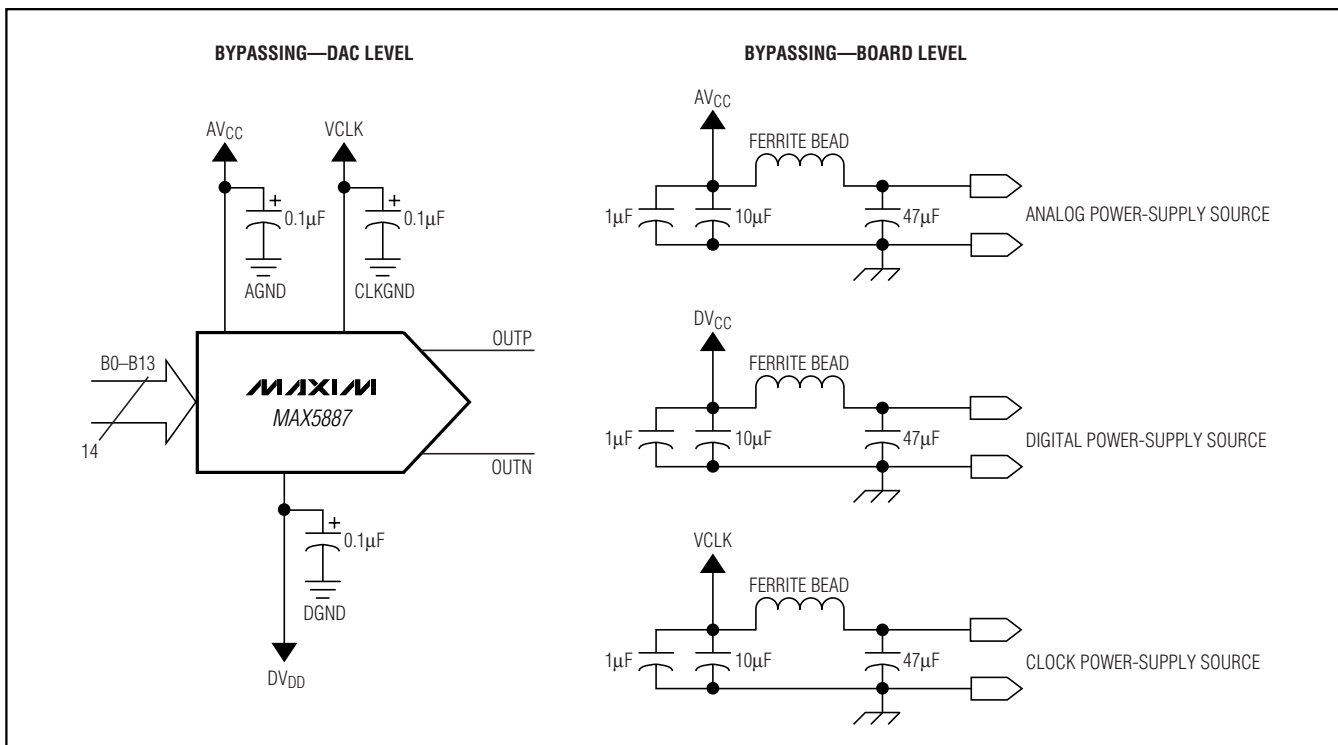 BYPASSING—DAC LEVEL
AVCC
VCLK
+
0.1µF
+
0.1µF
AGND
CLKGND
B0–B13
14
MAXIM
MAX5887
OUTP
OUTN
+
0.1µF
DGND
DVDD
BYPASSING—BOARD LEVEL
AVCC
FERRITE BEAD
1µF
10µF
47µF
ANALOG POWER-SUPPLY SOURCE
DVCC
FERRITE BEAD
1µF
10µF
47µF
DIGITAL POWER-SUPPLY SOURCE
VCLK
FERRITE BEAD
1µF
10µF
47µF
CLOCK POWER-SUPPLY SOURCE